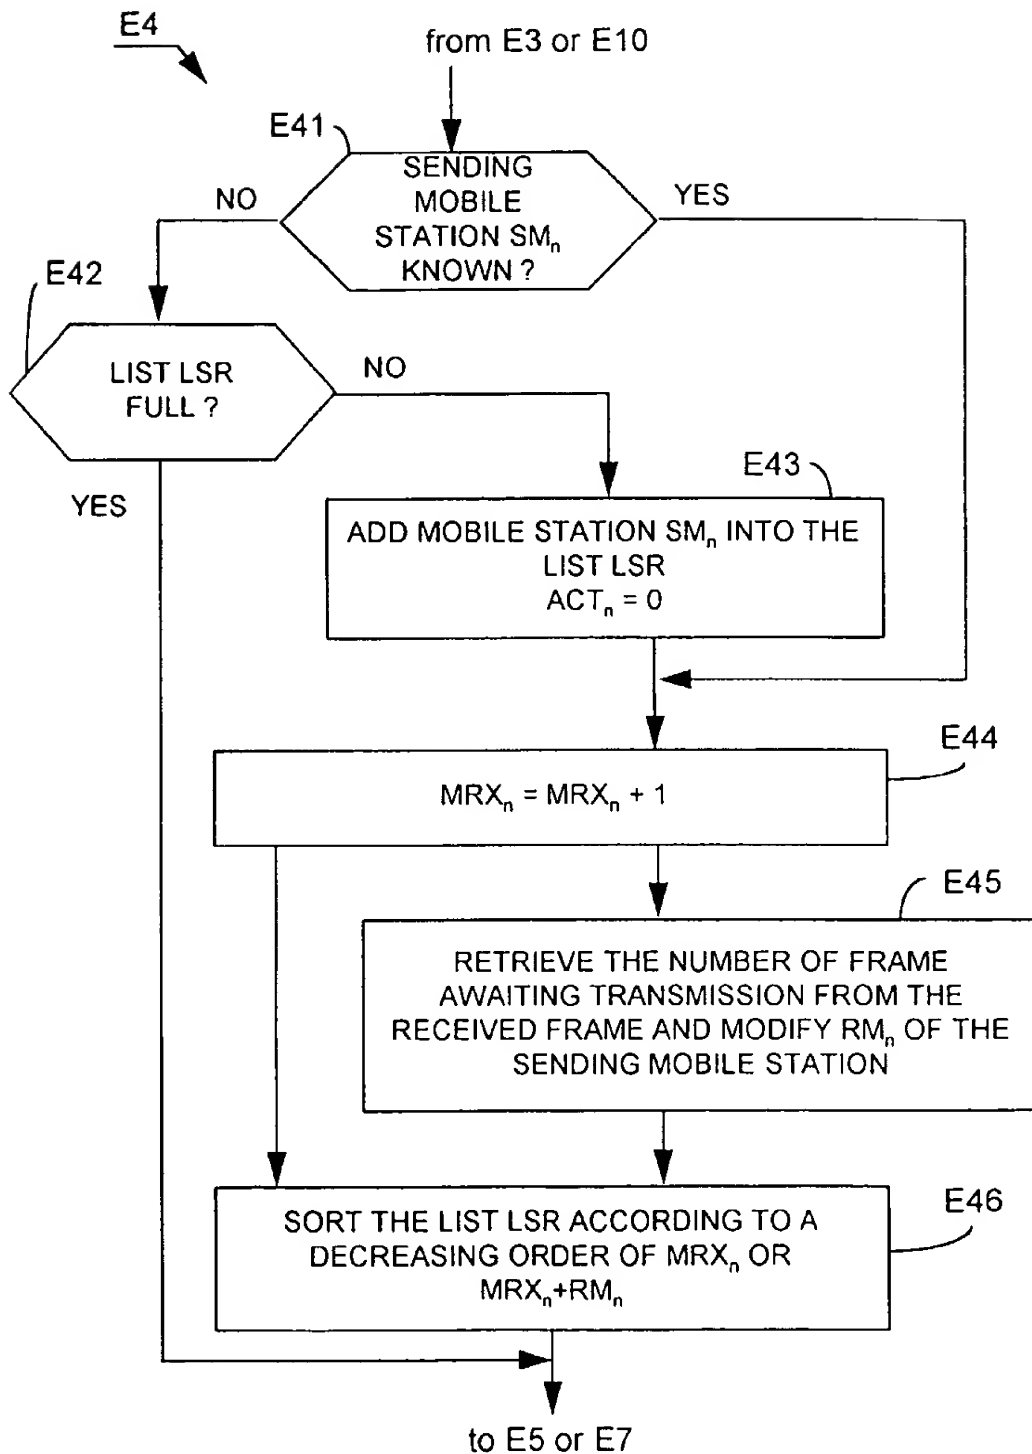 E4
from E3 or E10
E41
SENDING
MOBILE
STATION SMn
KNOWN ?
NO
YES
E42
LIST LSR
FULL ?
NO
YES
E43
ADD MOBILE STATION SMn INTO THE
LIST LSR
ACTn = 0
E44
MRXn = MRXn + 1
E45
RETRIEVE THE NUMBER OF FRAME
AWAITING TRANSMISSION FROM THE
RECEIVED FRAME AND MODIFY RMn OF THE
SENDING MOBILE STATION
E46
SORT THE LIST LSR ACCORDING TO A
DECREASING ORDER OF MRXn OR
MRXn+RMn
to E5 or E7